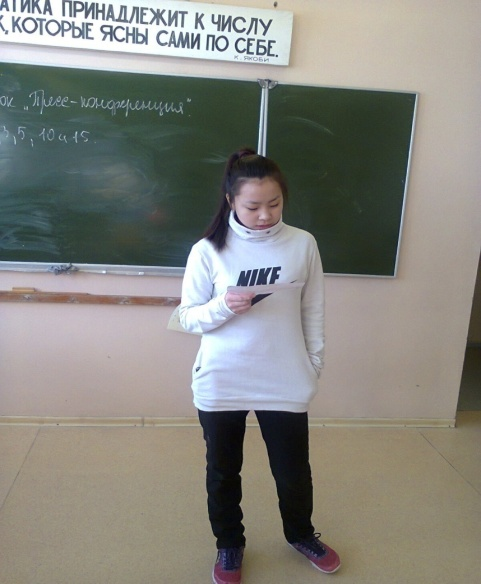 АТИКА ПРИНАДЛЕЖИТ К ЧИСЛУ
К, КОТОРЫЕ ЯСНЫ САМИ ПО СЕБЕ.
К. ЯКОБИ
ок „Пресс-конференция"
3, 5, 10 и 15.
NIKE